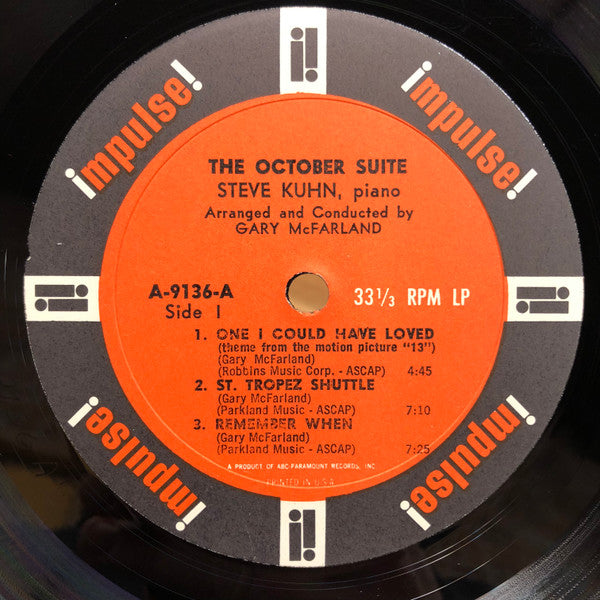 impulse!
impulse!
THE OCTOBER SUITE
STEVE KUHN, piano
Arranged and Conducted by
GARY McFARLAND
A-9136-A
Side 1
33 1/3 RPM LP
1. ONE I COULD HAVE LOVED
(theme from the motion picture "13")
(Gary McFarland)
(Robbins Music Corp. - ASCAP) 4:45
2. ST. TROPEZ SHUTTLE
(Gary McFarland)
(Parkland Music - ASCAP) 7:10
3. REMEMBER WHEN
(Gary McFarland)
(Parkland Music - ASCAP) 7:25
A PRODUCT OF ABC-PARAMOUNT RECORDS, INC
PRINTED IN U.S.A.
impulse!
impulse!